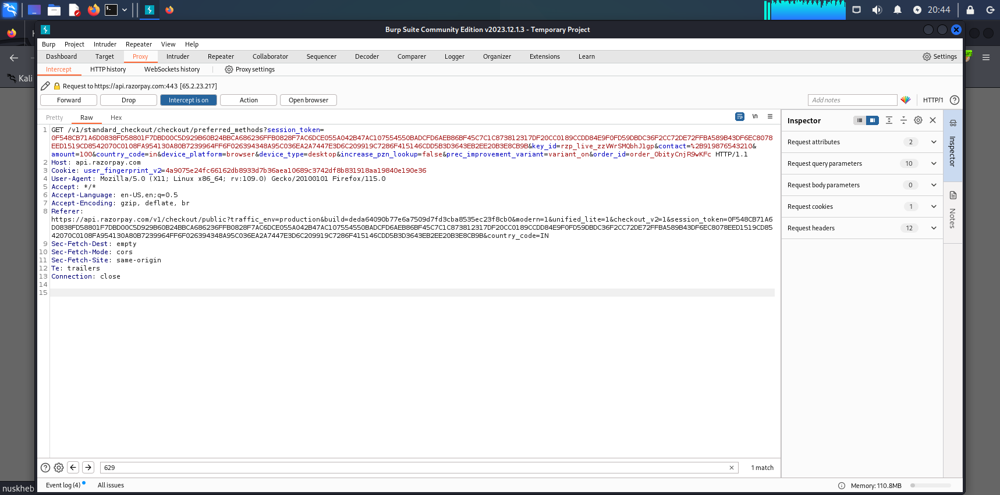 20:44
Burp Suite Community Edition v2023.12.1.3 - Temporary Project
Burp Project Intruder Repeater View Help
Dashboard Target Proxy Intruder Repeater Collaborator Sequencer Decoder Comparer Logger Organizer Extensions Learn Settings
Intercept HTTP history WebSockets history Proxy settings
Kali
Request to https://api.razorpay.com:443 [65.2.23.217]
Forward Drop Intercept is on Action Open browser Add notes HTTP/1
Pretty Raw Hex \n
Inspector
1 GET /v1/standard_checkout/checkout/preferred_methods?session_token=
0F548CB71A6D0838FD58801F7DBD00C5D929B60B24BBCA686236FFB0828F7AC6DCE055A042B47AC107554550BADCFD6AEB86BF45C7C1C873812317DF20CC0189CCDD84E9F0FD59DBDC36F2CC72DE72FFBA589B43DF6EC8078
EED1519CD8542070C0108FA954130A80B7239964FF6F026394348A95C036EA2A7447E3D6C209919C7286F415146CDD5B3D3643EB2EE20B3E8CB9B&key_id=rzp_live_zzVWrSMQbhJ1gp&contact=%2B919876543210&
amount=100&country_code=in&device_platform=browser&device_type=desktop&increase_pzn_lookup=false&prec_improvement_variant=variant_on&order_id=order_ObityCnjR9wKFc HTTP/1.1
2 Host: api.razorpay.com
3 Cookie: user_fingerprint_v2=4a9075e24fc66162db8933d7b36aea10689c3742df8b831918aa19840e190e36
4 User-Agent: Mozilla/5.0 (X11; Linux x86_64; rv:109.0) Gecko/20100101 Firefox/115.0
5 Accept: */*
6 Accept-Language: en-US,en;q=0.5
7 Accept-Encoding: gzip, deflate, br
8 Referer:
https://api.razorpay.com/v1/checkout/public?traffic_env=production&build=deda64090b77e6a7509d7fd3cba8535ec23f8cb0&modern=1&unified_lite=1&checkout_v2=1&session_token=0F548CB71A6
D0838FD58801F7DBD00C5D929B60B24BBCA686236FFB0828F7AC6DCE055A042B47AC107554550BADCFD6AEB86BF45C7C1C873812317DF20CC0189CCDD84E9F0FD59DBDC36F2CC72DE72FFBA589B43DF6EC8078EED1519CD85
42070C0108FA954130A80B7239964FF6F026394348A95C036EA2A7447E3D6C209919C7286F415146CDD5B3D3643EB2EE20B3E8CB9B&country_code=IN
9 Sec-Fetch-Dest: empty
10 Sec-Fetch-Mode: cors
11 Sec-Fetch-Site: same-origin
12 Te: trailers
13 Connection: close
14
15
Request attributes 2
Request query parameters 10
Request body parameters 0
Request cookies 1
Request headers 12
Inspector
Notes
629
1 match
Event log (4) All issues Memory: 110.8MB
nuskheb